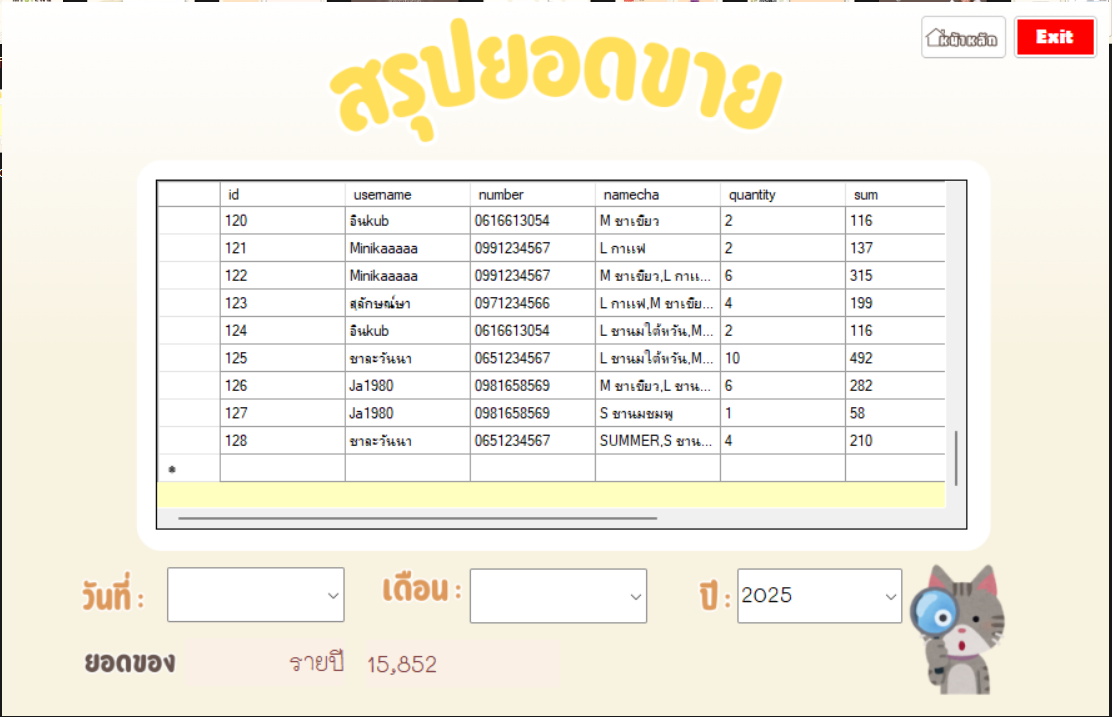 หน้าหลัก Exit
สรุปยอดขาย
id username number namecha quantity sum
120 อินkub 0616613054 M ชาเขียว 2 116
121 Minikaaaaa 0991234567 L กาแฟ 2 137
122 Minikaaaaa 0991234567 M ชาเขียว,L กาแ... 6 315
123 สุลักษณ์ษา 0971234566 L กาแฟ,M ชาเขีย... 4 199
124 อินkub 0616613054 L ชานมไต้หวัน,M... 2 116
125 ชาละวันนา 0651234567 L ชานมไต้หวัน,M... 10 492
126 Ja1980 0981658569 M ชาเขียว,L ชาน... 6 282
127 Ja1980 0981658569 S ชานมชมพู 1 58
128 ชาละวันนา 0651234567 SUMMER,S ชาน... 4 210
วันที่ : เดือน : ปี : 2025
ยอดของ รายปี 15,852